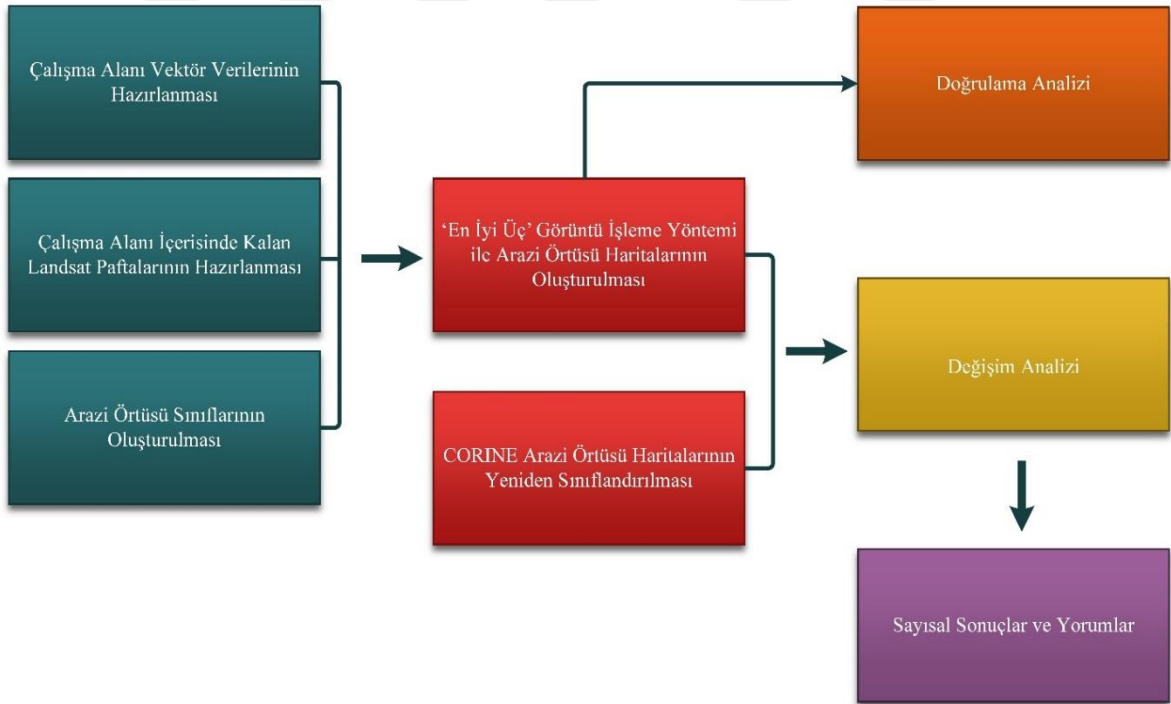 Çalışma Alanı Vektör Verilerinin
Hazırlanması
Çalışma Alanı İçerisinde Kalan
Landsat Paftalarının Hazırlanması
Arazi Örtüsü Sınıflarının
Oluşturulması
‘En İyi Üç’ Görüntü İşleme Yöntemi
ile Arazi Örtüsü Haritalarının
Oluşturulması
CORINE Arazi Örtüsü Haritalarının
Yeniden Sınıflandırılması
Doğrulama Analizi
Değişim Analizi
Sayısal Sonuçlar ve Yorumlar